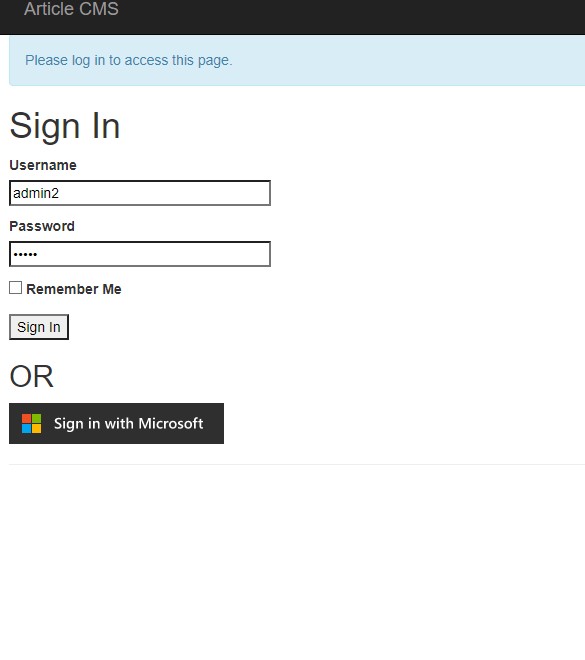 Article CMS
Please log in to access this page.
Sign In
Username
admin2
Password
•••••
Remember Me
Sign In
OR
Sign in with Microsoft